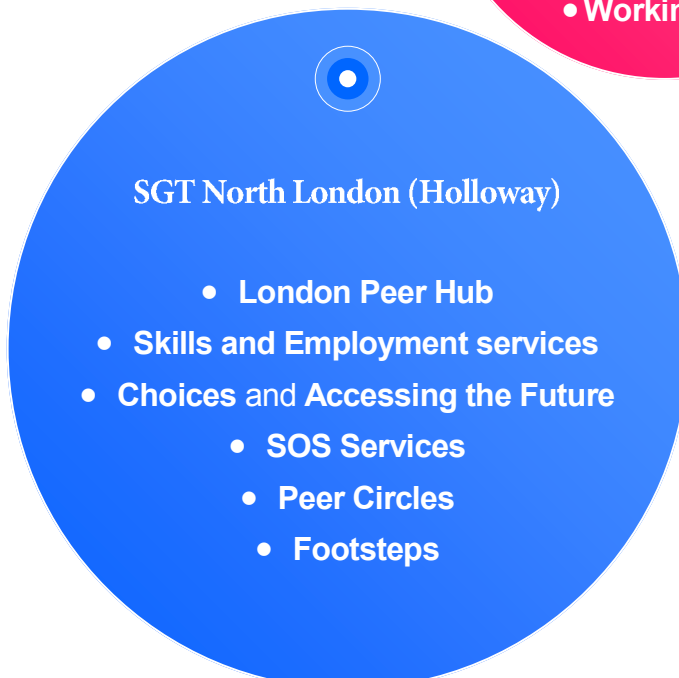 SGT North London (Holloway)
• London Peer Hub
• Skills and Employment services
• Choices and Accessing the Future
• SOS Services
• Peer Circles
• Footsteps